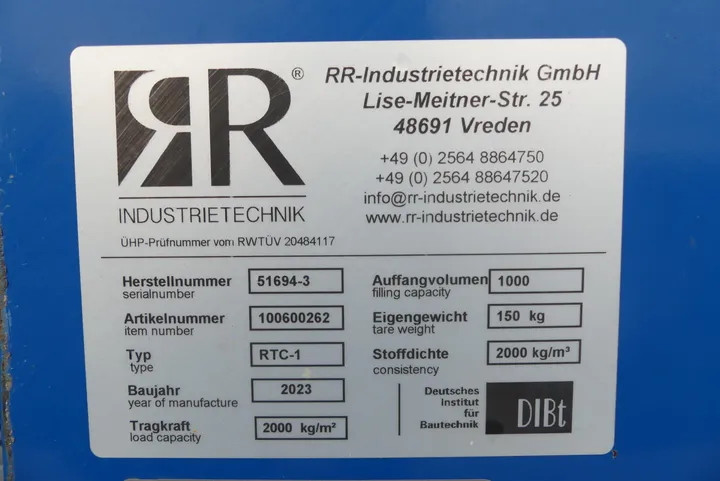 RR®
INDUSTRIETECHNIK
ÜHP-Prüfnummer vom RWTÜV 20484117
RR-Industrietechnik GmbH
Lise-Meitner-Str. 25
48691 Vreden
+49 (0) 2564 8864750
+49 (0) 2564 88647520
info@rr-industrietechnik.de
www.rr-industrietechnik.de
Herstellnummer 51694-3
serialnumber
Artikelnummer 100600262
item number
Typ RTC-1
type
Baujahr 2023
year of manufacture
Tragkraft 2000 kg/m²
load capacity
Auffangvolumen 1000
filling capacity
Eigengewicht 150 kg
tare weight
Stoffdichte 2000 kg/m³
consistency
Deutsches
Institut
für
Bautechnik
DIBt